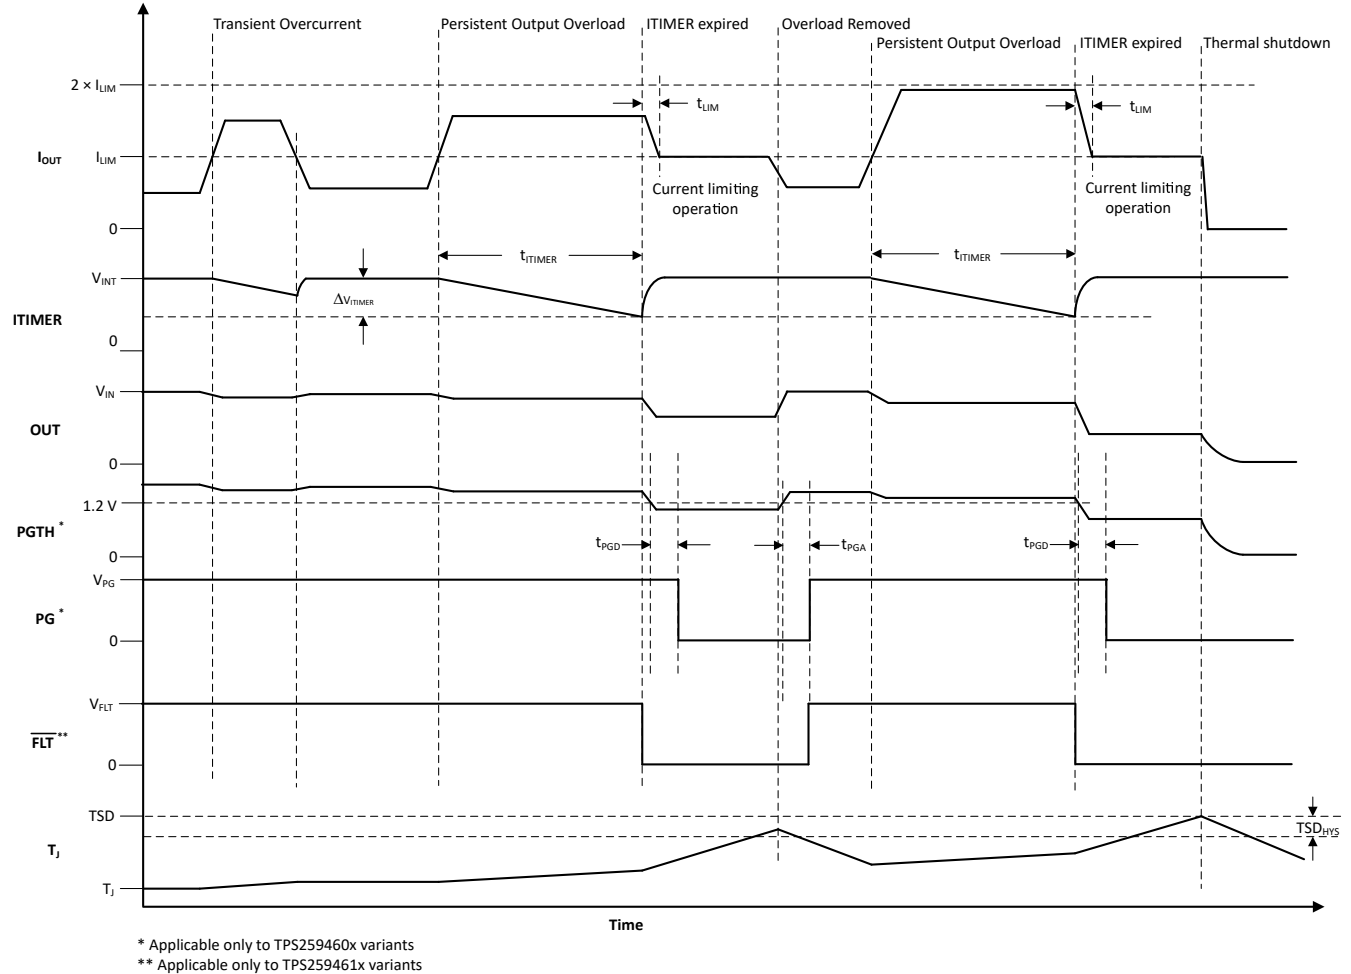 Transient Overcurrent
Persistent Output Overload
ITIMER expired
Overload Removed
Persistent Output Overload
ITIMER expired
Thermal shutdown
2 × ILIM
tLIM
tLIM
IOUT
ILIM
Current limiting
operation
Current limiting
operation
0
tITIMER
tITIMER
VINT
ΔVITIMER
ITIMER
0
VIN
OUT
0
1.2 V
PGTH *
tPGD
tPGA
tPGD
0
VPG
PG *
0
VFLT
FLT **
0
TSD
TSDHYS
TJ
TJ
Time
* Applicable only to TPS259460x variants
** Applicable only to TPS259461x variants